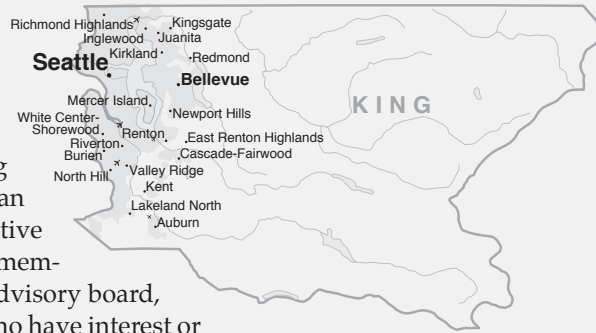 Richmond Highlands
Kingsgate
Inglewood
Juanita
Kirkland
Redmond
Seattle
Bellevue
KING
Mercer Island
Newport Hills
White Center-
Shorewood
Renton
East Renton Highlands
Riverton
Burien
Cascade-Fairwood
North Hill
Valley Ridge
Kent
Lakeland North
Auburn
g
an
tive
mem-
dvisory board,
ho have interest or